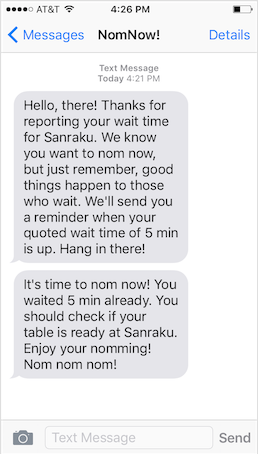 AT&T 4:26 PM
Messages NomNow! Details
Text Message
Today 4:21 PM
Hello, there! Thanks for
reporting your wait time
for Sanraku. We know
you want to nom now,
but just remember, good
things happen to those
who wait. We'll send you
a reminder when your
quoted wait time of 5 min
is up. Hang in there!
It's time to nom now! You
waited 5 min already. You
should check if your
table is ready at Sanraku.
Enjoy your nomming!
Nom nom nom!
Text Message Send